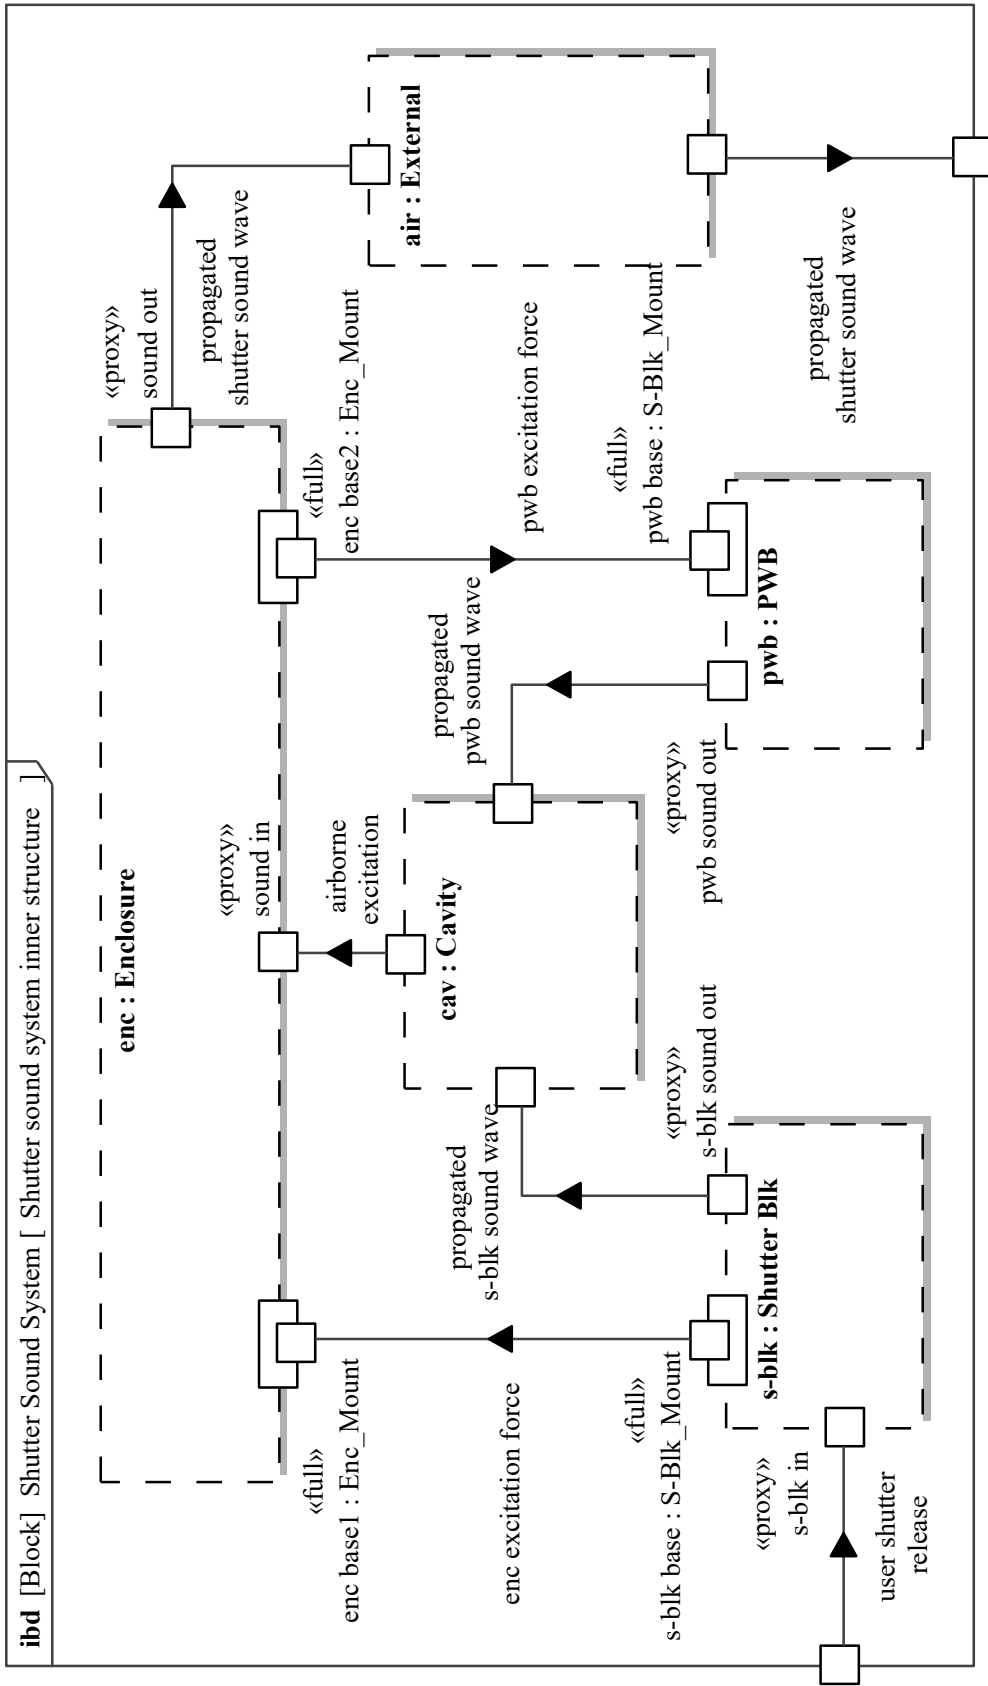 ibd [Block] Shutter Sound System [ Shutter sound system inner structure ]
enc : Enclosure
«proxy»
sound out
propagated
shutter sound wave
«full»
enc base1 : Enc_Mount
«proxy»
sound in
«full»
enc base2 : Enc_Mount
air : External
airborne
excitation
cav : Cavity
propagated
s-blk sound wave
propagated
pwb sound wave
enc excitation force
pwb excitation force
«full»
s-blk base : S-Blk_Mount
«proxy»
s-blk sound out
«proxy»
pwb sound out
«full»
pwb base : S-Blk_Mount
s-blk : Shutter Blk
pwb : PWB
«proxy»
s-blk in
user shutter
release
propagated
shutter sound wave